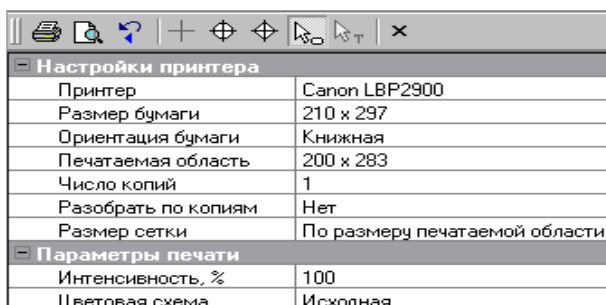 Настройки принтера
Принтер Canon LBP2900
Размер бумаги 210 x 297
Ориентация бумаги Книжная
Печатаемая область 200 x 283
Число копий 1
Разобрать по копиям Нет
Размер сетки По размеру печатаемой области
Параметры печати
Интенсивность, % 100
Цветовая схема Исходная